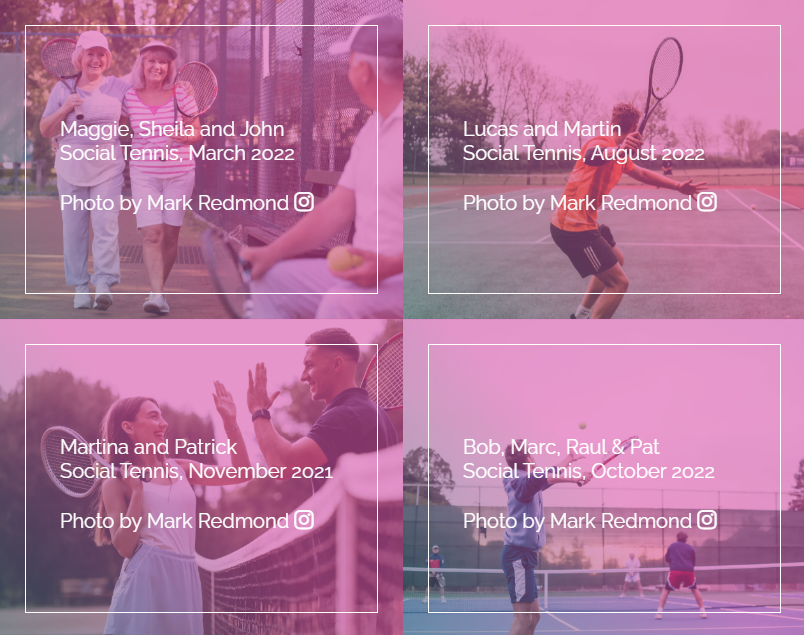 Maggie, Sheila and John
Social Tennis, March 2022
Photo by Mark Redmond
Lucas and Martin
Social Tennis, August 2022
Photo by Mark Redmond
Martina and Patrick
Social Tennis, November 2021
Photo by Mark Redmond
Bob, Marc, Raul & Pat
Social Tennis, October 2022
Photo by Mark Redmond